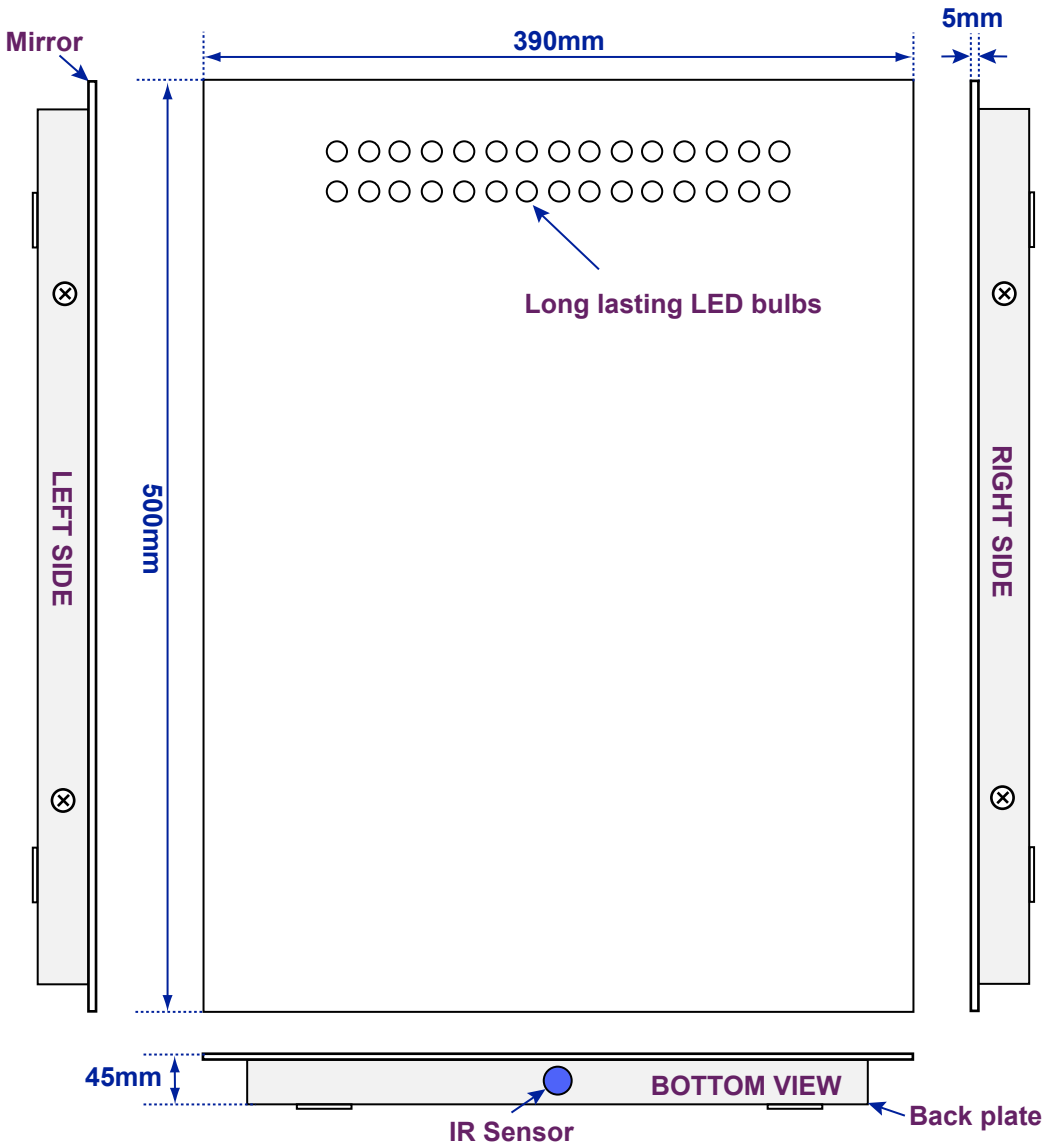 5mm
390mm
Mirror
Long lasting LED bulbs
LEFT SIDE
500mm
RIGHT SIDE
45mm
BOTTOM VIEW
Back plate
IR Sensor